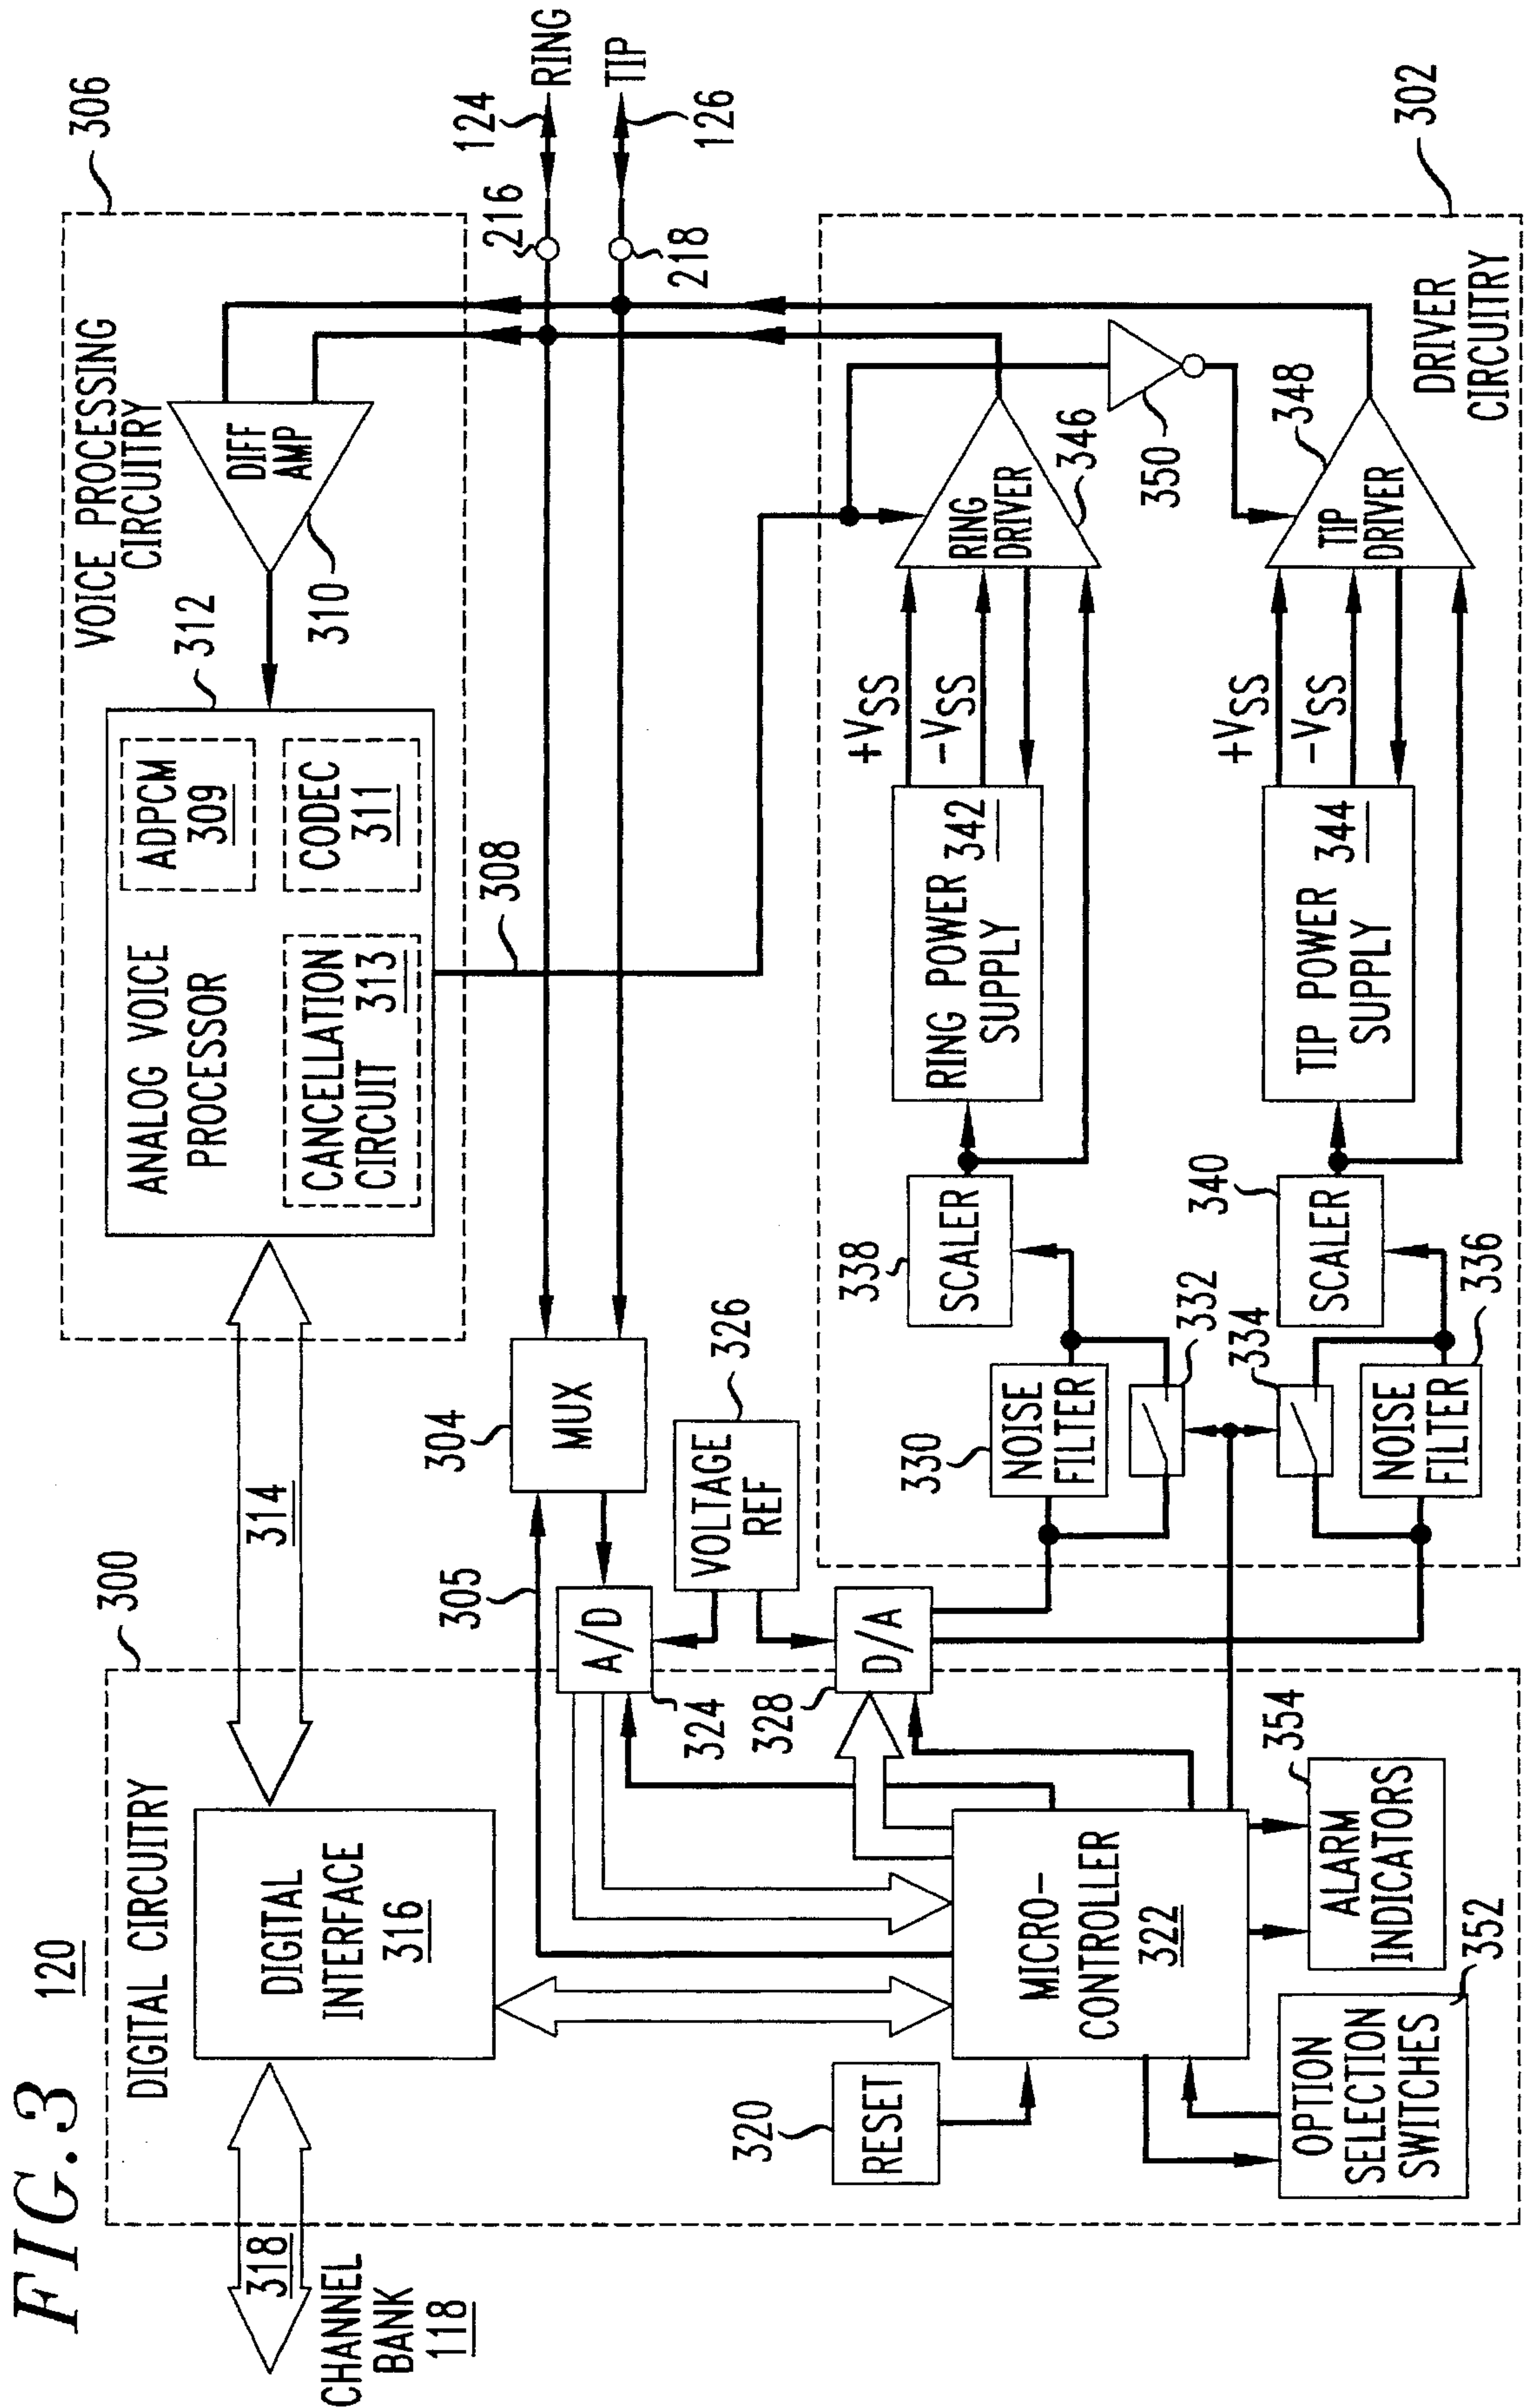 FIG.3
120
DIGITAL CIRCUITRY
300
VOICE PROCESSING
CIRCUITRY
306
318
CHANNEL
BANK
118
DIGITAL
INTERFACE
316
314
ANALOG VOICE
PROCESSOR
312
ADPCM
309
CODEC
311
CANCELLATION
CIRCUIT 313
DIFF
AMP
310
308
216
124
RING
218
126
TIP
305
304
MUX
A/D
324
VOLTAGE
REF
326
328
D/A
320
RESET
MICRO-
CONTROLLER
322
OPTION
SELECTION
SWITCHES
352
ALARM
INDICATORS
354
330
NOISE
FILTER
332
334
NOISE
FILTER
336
338
SCALER
340
SCALER
RING POWER
SUPPLY
342
+VSS
-VSS
RING
DRIVER
346
350
TIP POWER
SUPPLY
344
+VSS
-VSS
TIP
DRIVER
348
DRIVER
CIRCUITRY
302